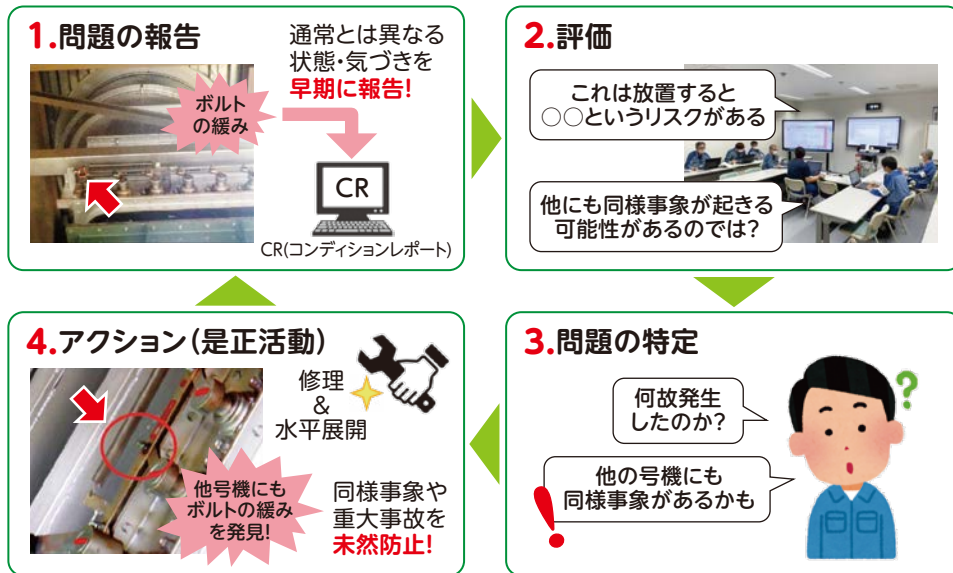 1.問題の報告
通常とは異なる
状態・気づきを
早期に報告!
ボルト
の緩み
CR
CR(コンディションレポート)
2.評価
これは放置すると
○○というリスクがある
他にも同様事象が起きる
可能性があるのでは?
3.問題の特定
何故発生
したのか?
他の号機にも
同様事象があるかも
4.アクション(是正活動)
修理
&
水平展開
他号機にも
ボルトの緩み
を発見!
同様事象や
重大事故を
未然防止!